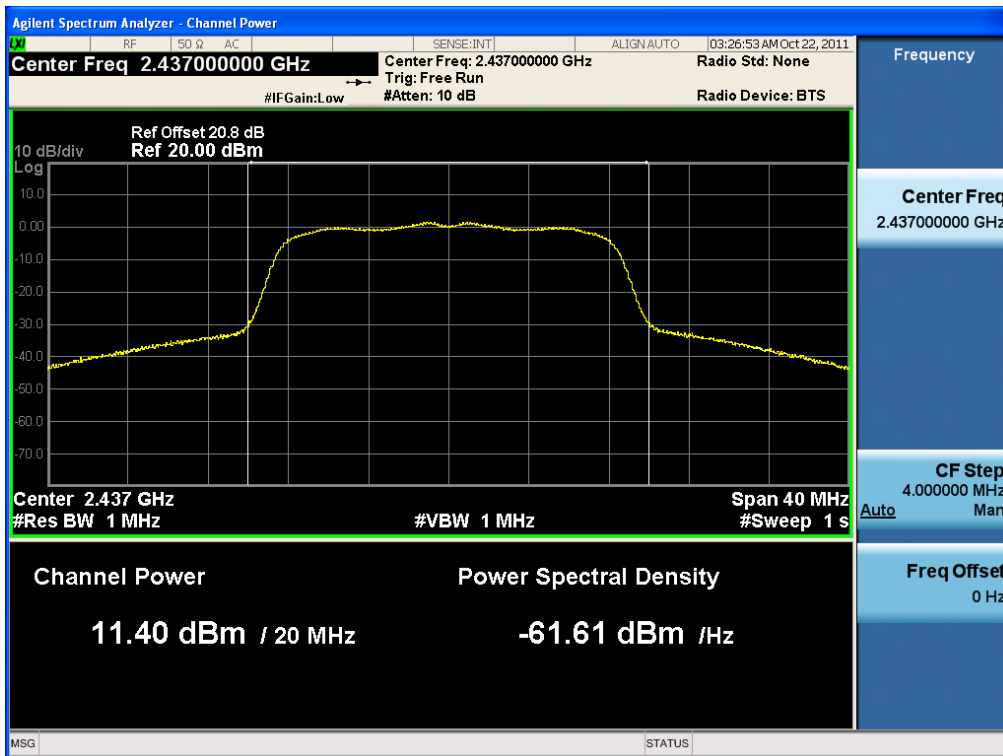 Agilent Spectrum Analyzer - Channel Power
LXI RF 50 Ω AC SENSE:INT ALIGN AUTO 03:26:53 AM Oct 22, 2011
Center Freq 2.437000000 GHz
Center Freq: 2.437000000 GHz
Radio Std: None
Trig: Free Run
#IFGain:Low
#Atten: 10 dB
Radio Device: BTS
Ref Offset 20.8 dB
10 dB/div Ref 20.00 dBm
Log
10.0
0.00
-10.0
-20.0
-30.0
-40.0
-50.0
-60.0
-70.0
Center 2.437 GHz
Span 40 MHz
#Res BW 1 MHz
#VBW 1 MHz
#Sweep 1 s
Channel Power
Power Spectral Density
11.40 dBm / 20 MHz
-61.61 dBm /Hz
MSG
STATUS
Frequency
Center Freq
2.437000000 GHz
CF Step
4.000000 MHz
Auto Man
Freq Offset
0 Hz